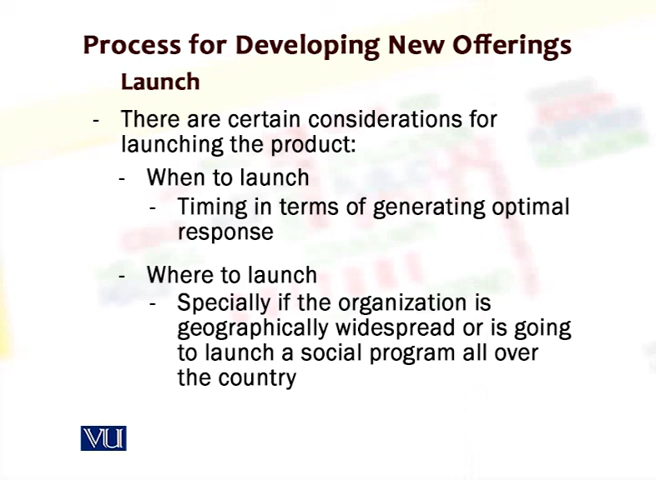 Process for Developing New Offerings
Launch
- There are certain considerations for
launching the product:
- When to launch
- Timing in terms of generating optimal
response
- Where to launch
- Specially if the organization is
geographically widespread or is going
to launch a social program all over
the country
VU